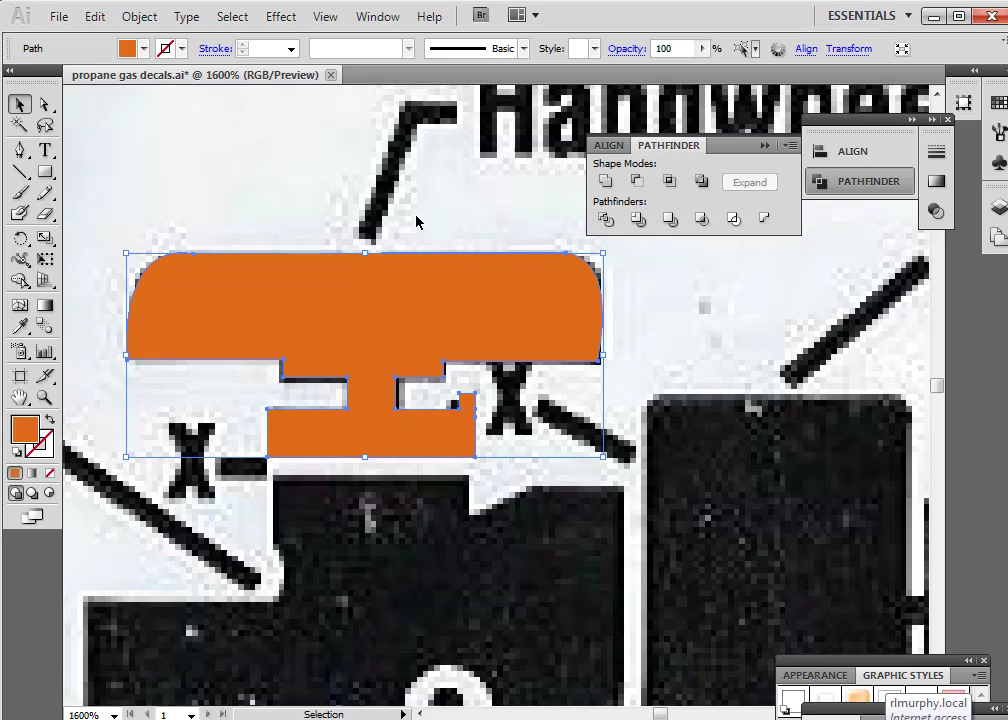 Ai File Edit Object Type Select Effect View Window Help Br ESSENTIALS
Path Stroke: Basic Style: Opacity: 100 % Align Transform
propane gas decals.ai* @ 1600% (RGB/Preview)
Handwheel
ALIGN PATHFINDER
Shape Modes:
Expand
Pathfinders:
ALIGN
PATHFINDER
X
X
APPEARANCE GRAPHIC STYLES
rlmurphy.local
Internet access
1600% 1 Selection